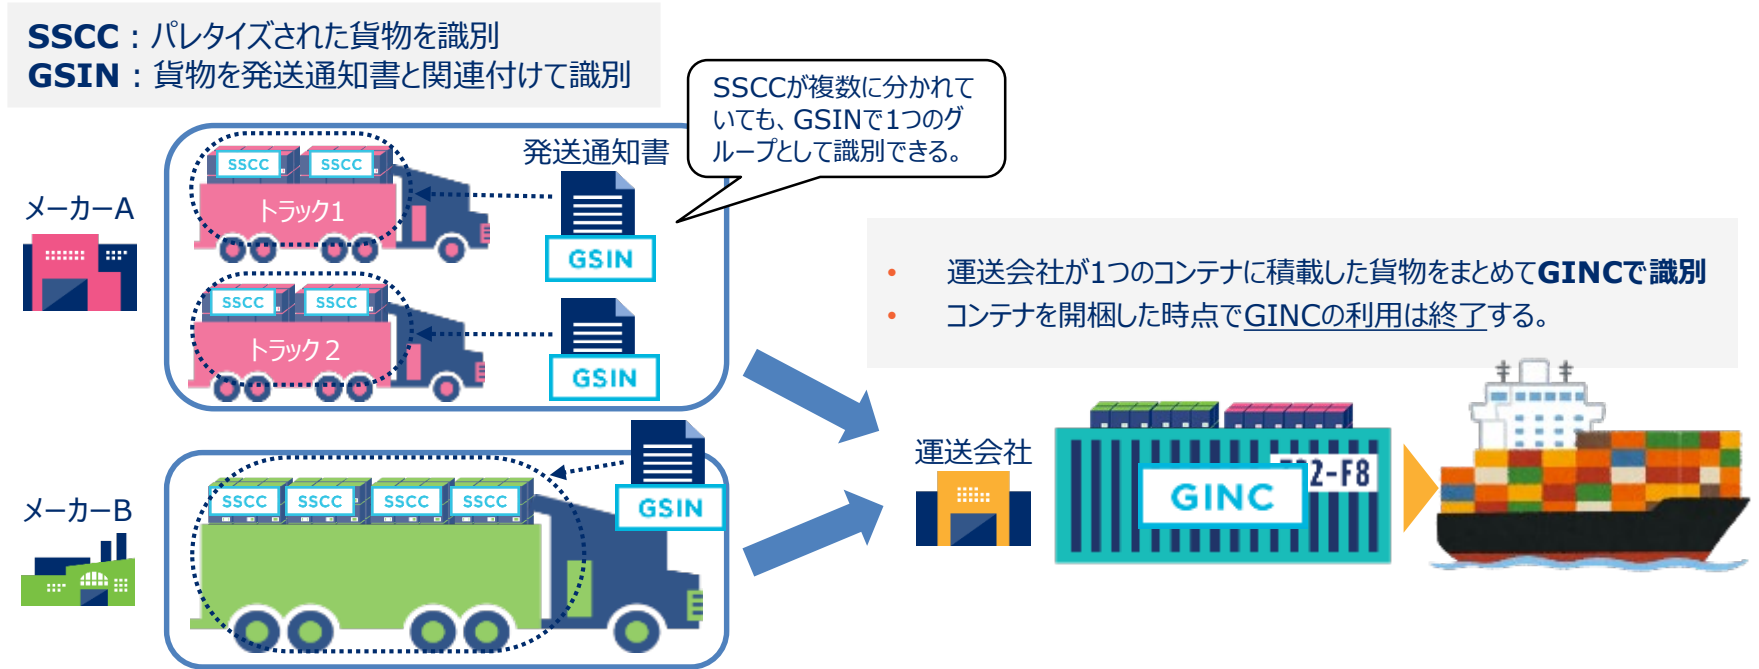 SSCC：パレタイズされた貨物を識別
GSIN：貨物を発送通知書と関連付けて識別
SSCCが複数に分かれて
いても、GSINで1つのグ
ループとして識別できる。
発送通知書
メーカーA
SSCC SSCC
トラック1
GSIN
SSCC SSCC
トラック２
GSIN
• 運送会社が1つのコンテナに積載した貨物をまとめてGINCで識別
• コンテナを開梱した時点でGINCの利用は終了する。
メーカーB
SSCC SSCC SSCC SSCC
GSIN
運送会社
2-F8
GINC